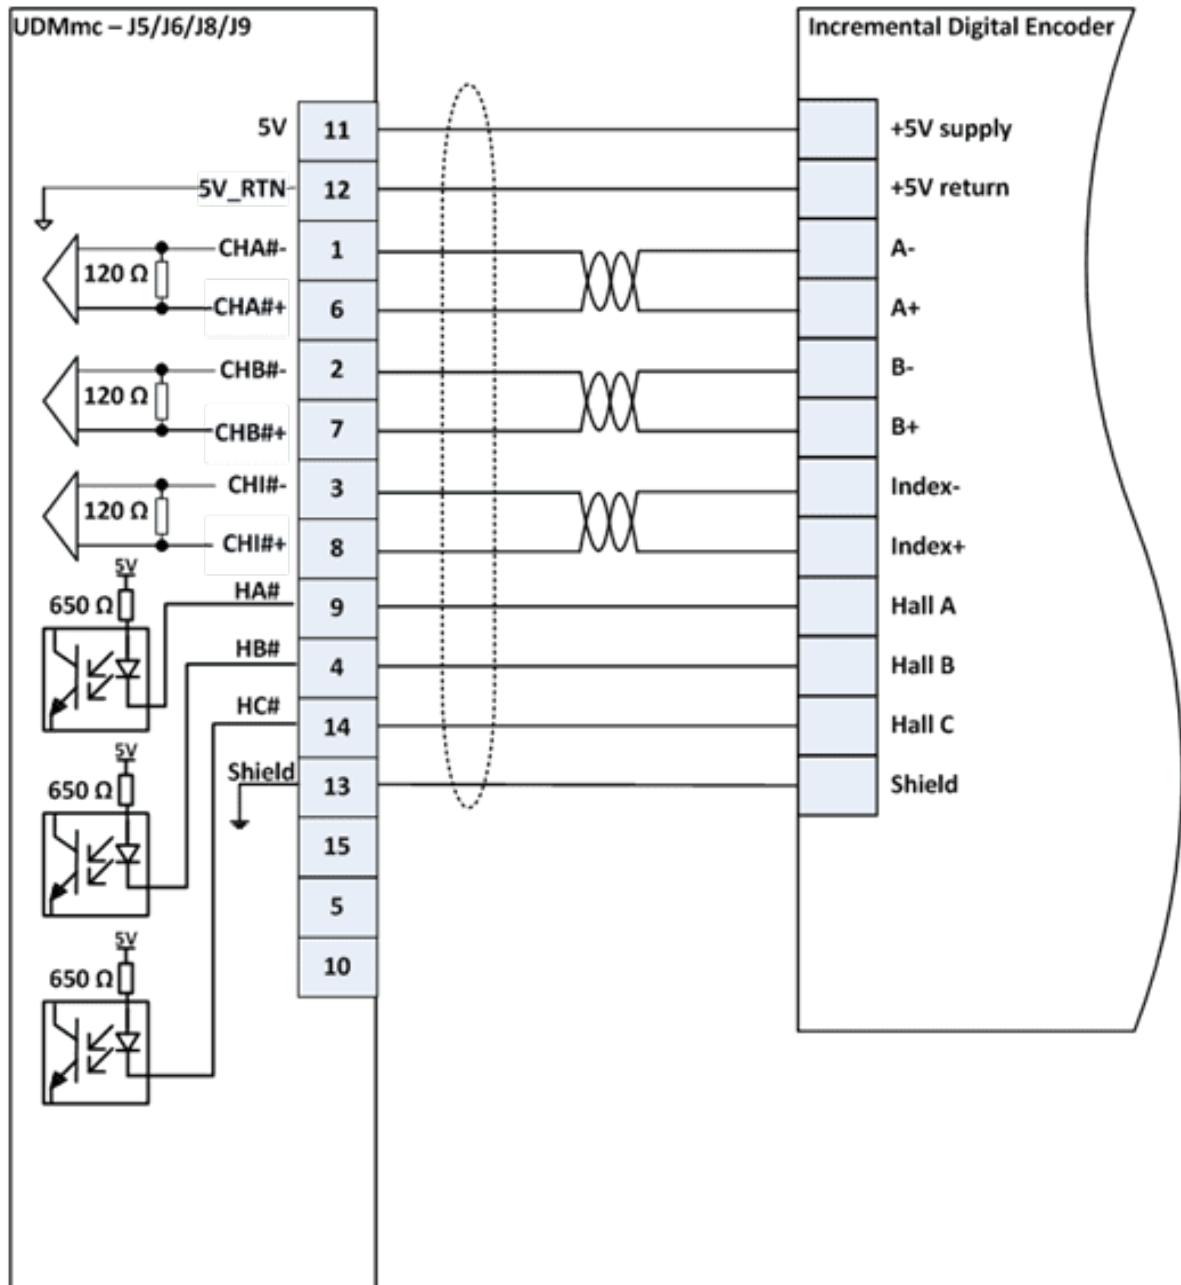 UDMmc – J5/J6/J8/J9
Incremental Digital Encoder
5V 11 +5V supply
5V_RTN 12 +5V return
CHA#- 1 A-
120 Ω
CHA#+ 6 A+
CHB#- 2 B-
120 Ω
CHB#+ 7 B+
CHI#- 3 Index-
120 Ω
CHI#+ 8 Index+
5V
650 Ω
HA# 9 Hall A
HB# 4 Hall B
HC# 14 Hall C
5V
650 Ω
Shield 13 Shield
15
5
5V
650 Ω
10